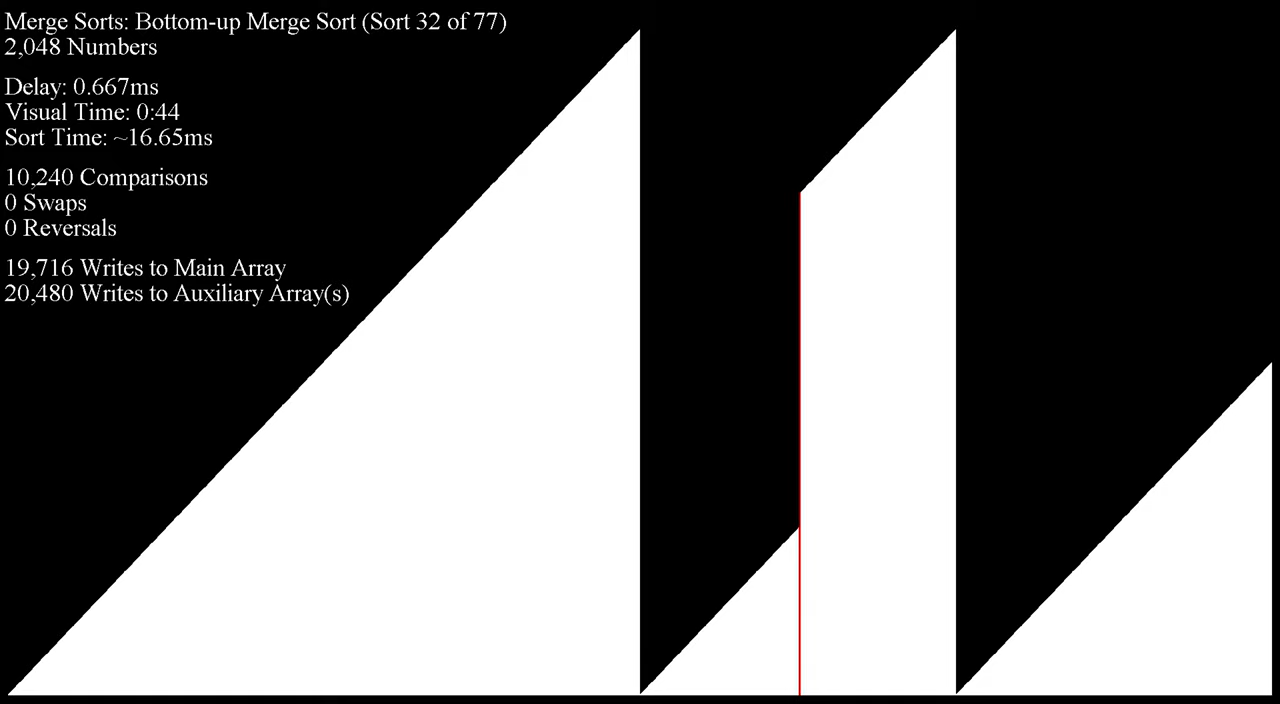 Merge Sorts: Bottom-up Merge Sort (Sort 32 of 77)
2,048 Numbers
Delay: 0.667ms
Visual Time: 0:44
Sort Time: ~16.65ms
10,240 Comparisons
0 Swaps
0 Reversals
19,716 Writes to Main Array
20,480 Writes to Auxiliary Array(s)